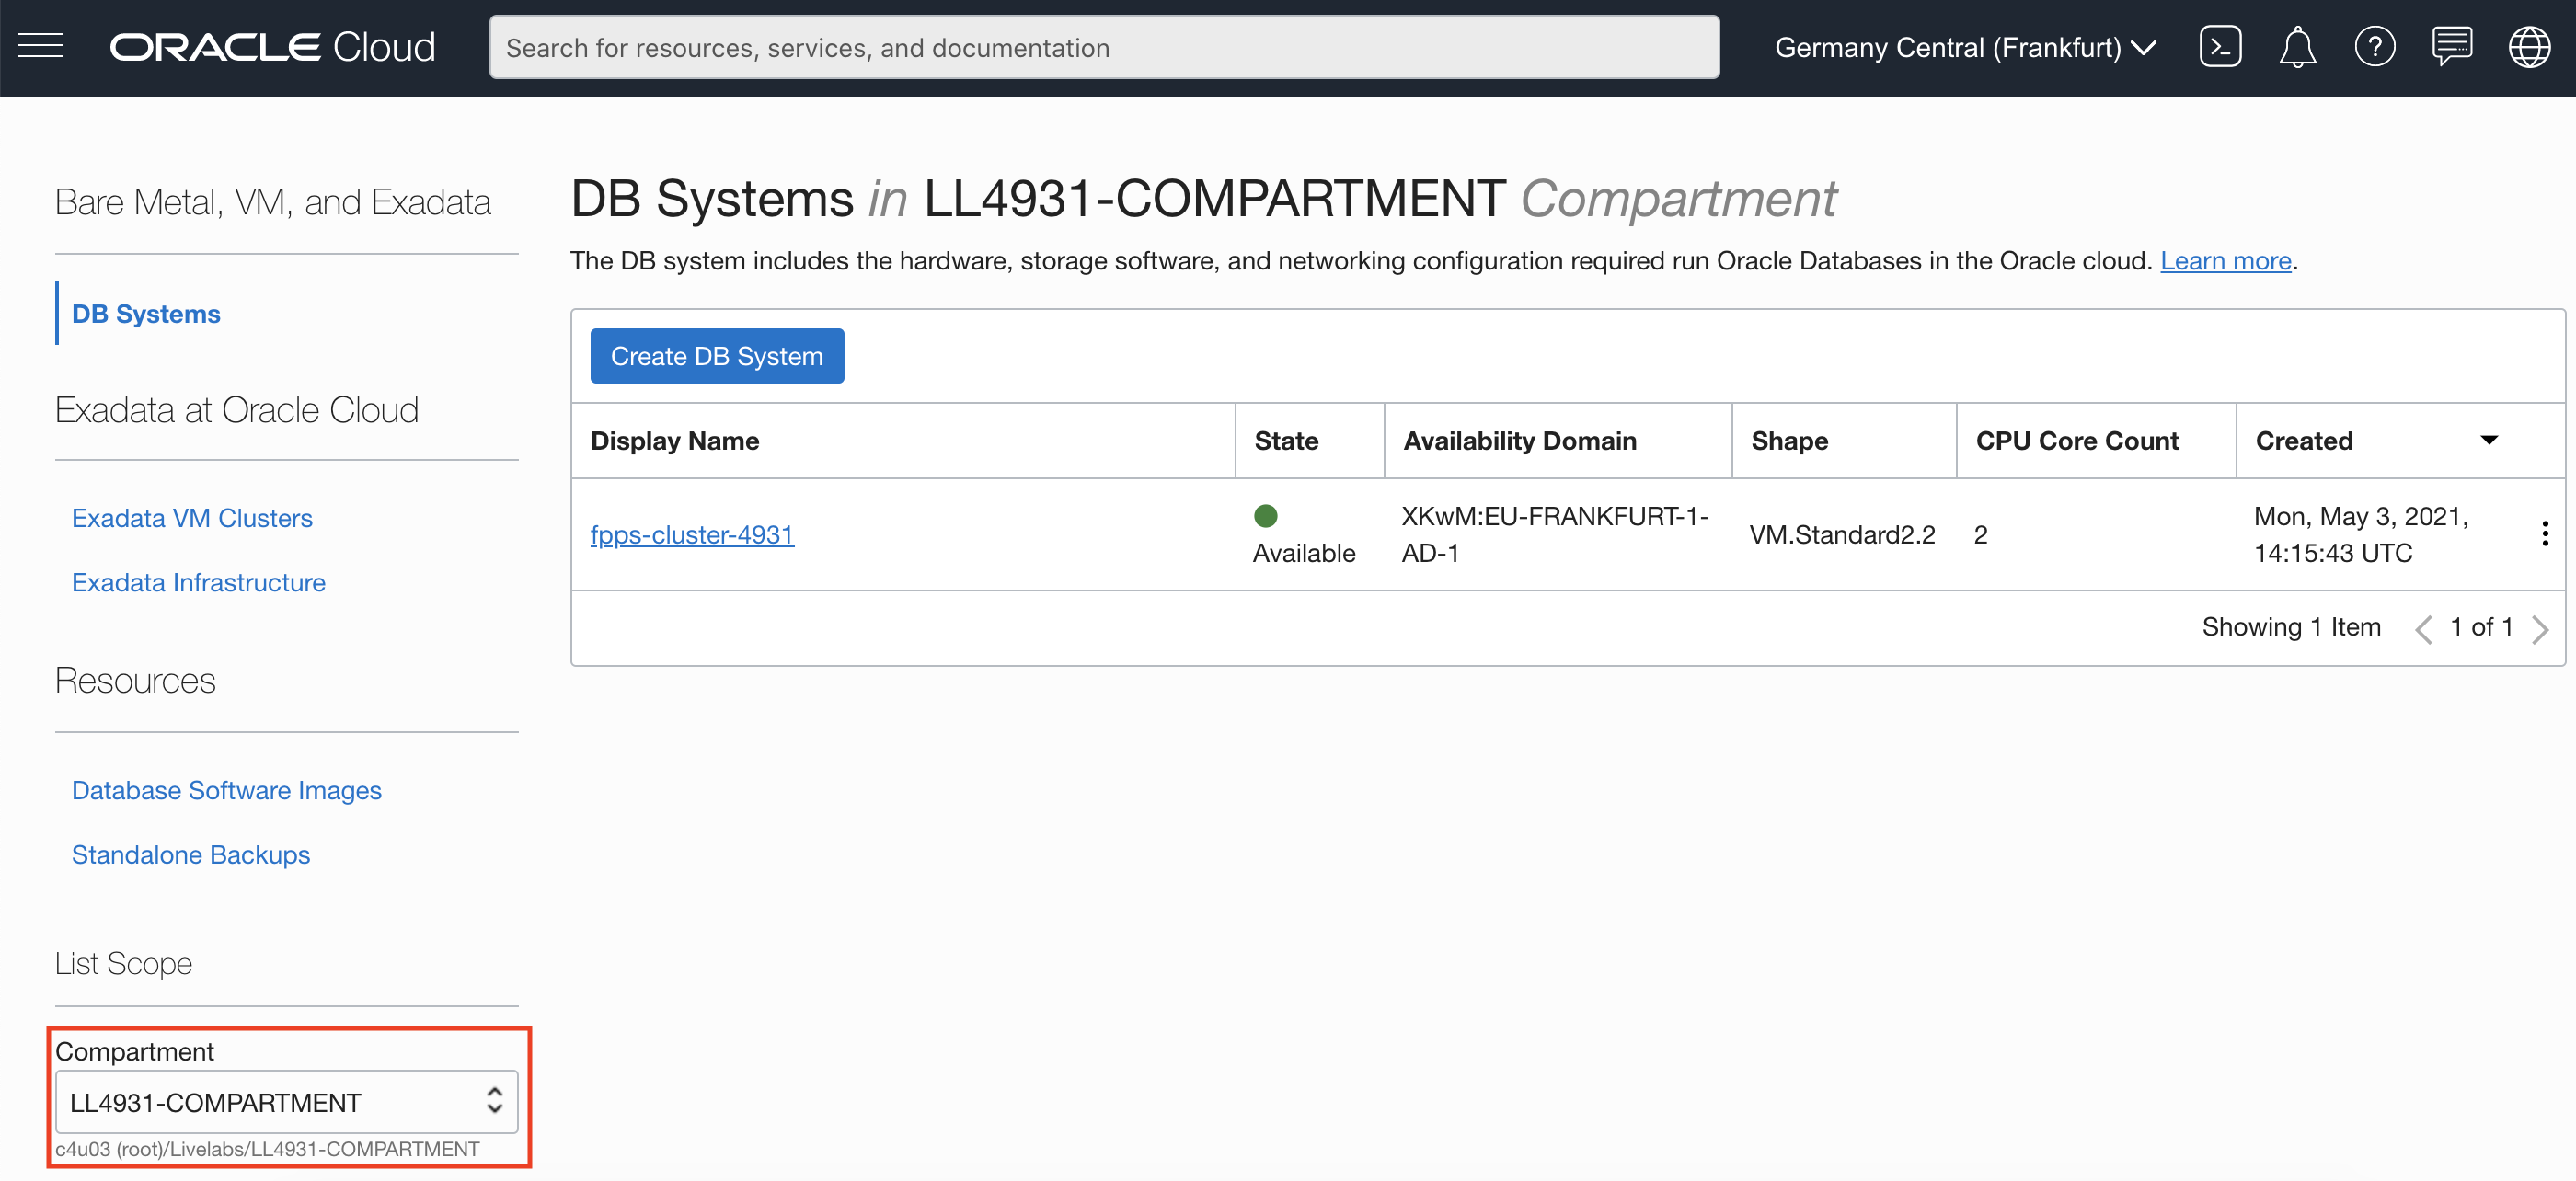 ORACLE Cloud
Search for resources, services, and documentation
Germany Central (Frankfurt)
Bare Metal, VM, and Exadata
DB Systems
Exadata at Oracle Cloud
Exadata VM Clusters
Exadata Infrastructure
Resources
Database Software Images
Standalone Backups
List Scope
Compartment
LL4931-COMPARTMENT
c4u03 (root)/Livelabs/LL4931-COMPARTMENT
DB Systems in LL4931-COMPARTMENT Compartment
The DB system includes the hardware, storage software, and networking configuration required run Oracle Databases in the Oracle cloud. Learn more.
Create DB System
Display Name State Availability Domain Shape CPU Core Count Created
fpps-cluster-4931
Available
XKwM:EU-FRANKFURT-1-
AD-1
VM.Standard2.2
2
Mon, May 3, 2021,
14:15:43 UTC
Showing 1 Item 1 of 1